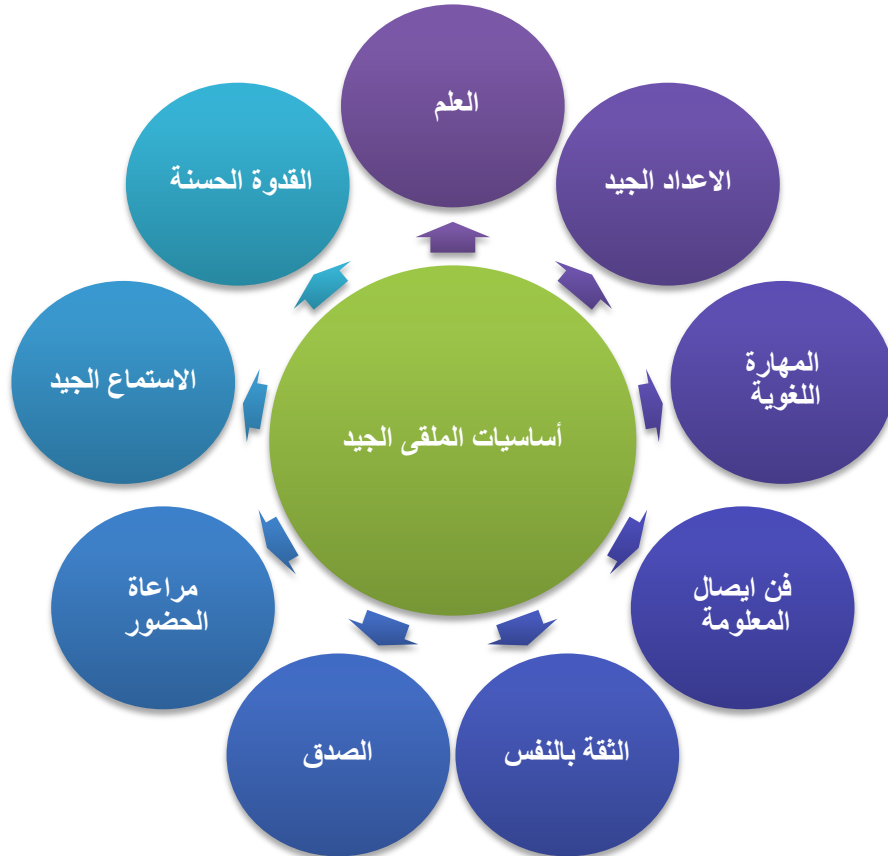 أساسيات الملقى الجيد
العلم
الاعداد الجيد
المهارة
اللغوية
فن ايصال
المعلومة
الثقة بالنفس
الصدق
مراعاة
الحضور
الاستماع الجيد
القدوة الحسنة